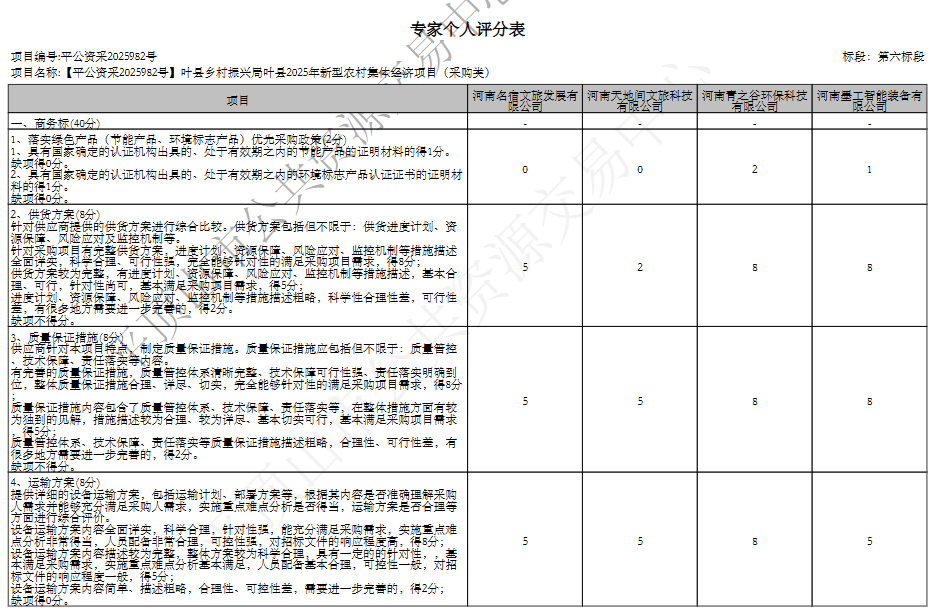 专家个人评分表
项目编号:平公资采2025982号
标段：第六标段
项目名称:【平公资采2025982号】叶县乡村振兴局叶县2025年新型农村集体经济项目（采购类）
项目
河南名宿文旅发展有
限公司
河南天地间文旅科技
有限公司
河南青之谷环保科技
有限公司
河南墨工智能装备有
限公司
一、商务标(40分)
-
-
-
-
1、落实绿色产品（节能产品、环境标志产品）优先采购政策(2分)
1、具有国家确定的认证机构出具的、处于有效期之内的节能产品的证明材料的得1分。
缺项得0分。
2、具有国家确定的认证机构出具的、处于有效期之内的环境标志产品认证证书的证明材
料的得1分。
缺项得0分。
0
0
2
1
2、供货方案(8分)
针对供应商提供的供货方案进行综合比较。供货方案包括但不限于：供货进度计划、资
源保障、风险应对及监控机制等。
针对采购项目有完整供货方案，进度计划、资源保障、风险应对、监控机制等措施描述
全面详实，科学合理、可行性强，完全能够针对性的满足采购项目需求，得8分；
供货方案较为完整，有进度计划、资源保障、风险应对、监控机制等措施描述，基本合
理、可行，针对性尚可，基本满足采购项目需求，得5分；
进度计划、资源保障、风险应对、监控机制等措施描述粗略，科学性合理性差，可行性
差，有很多地方需要进一步完善的，得2分。
缺项不得分。
5
2
8
8
3、质量保证措施(8分)
供应商针对本项目特点，制定质量保证措施。质量保证措施应包括但不限于：质量管控
、技术保障、责任落实等内容。
有完善的质量保证措施，质量管控体系清晰完整、技术保障可行性强、责任落实明确到
位，整体质量保证措施合理、详尽、切实，完全能够针对性的满足采购项目需求，得8分
；
质量保证措施内容包含了质量管控体系、技术保障、责任落实等，在整体措施方面有较
为独到的见解，措施描述较为合理、较为详尽、基本切实可行，基本满足采购项目需求
，得5分；
质量管控体系、技术保障、责任落实等质量保证措施描述粗略，合理性、可行性差，有
很多地方需要进一步完善的，得2分。
缺项不得分。
5
5
8
8
4、运输方案(8分)
提供详细的设备运输方案，包括运输计划、部署方案等，根据其内容是否准确理解采购
人需求并能够充分满足采购人需求，实施重点难点分析是否得当，运输方案是否合理等
方面进行综合评价。
设备运输方案内容全面详实，科学合理，针对性强，能充分满足采购需求，实施重点难
点分析非常得当，人员配备非常合理，可控性强，对招标文件的响应程度高，得8分；
设备运输方案内容描述较为完整，整体方案较为科学合理，具有一定的的针对性，，基
本满足采购需求，实施重点难点分析基本满足，人员配备基本合理，可控性一般，对招
标文件的响应程度一般，得5分；
设备运输方案内容简单、描述粗略，合理性、可控性差，需要进一步完善的，得2分；
缺项得0分。
5
5
8
5